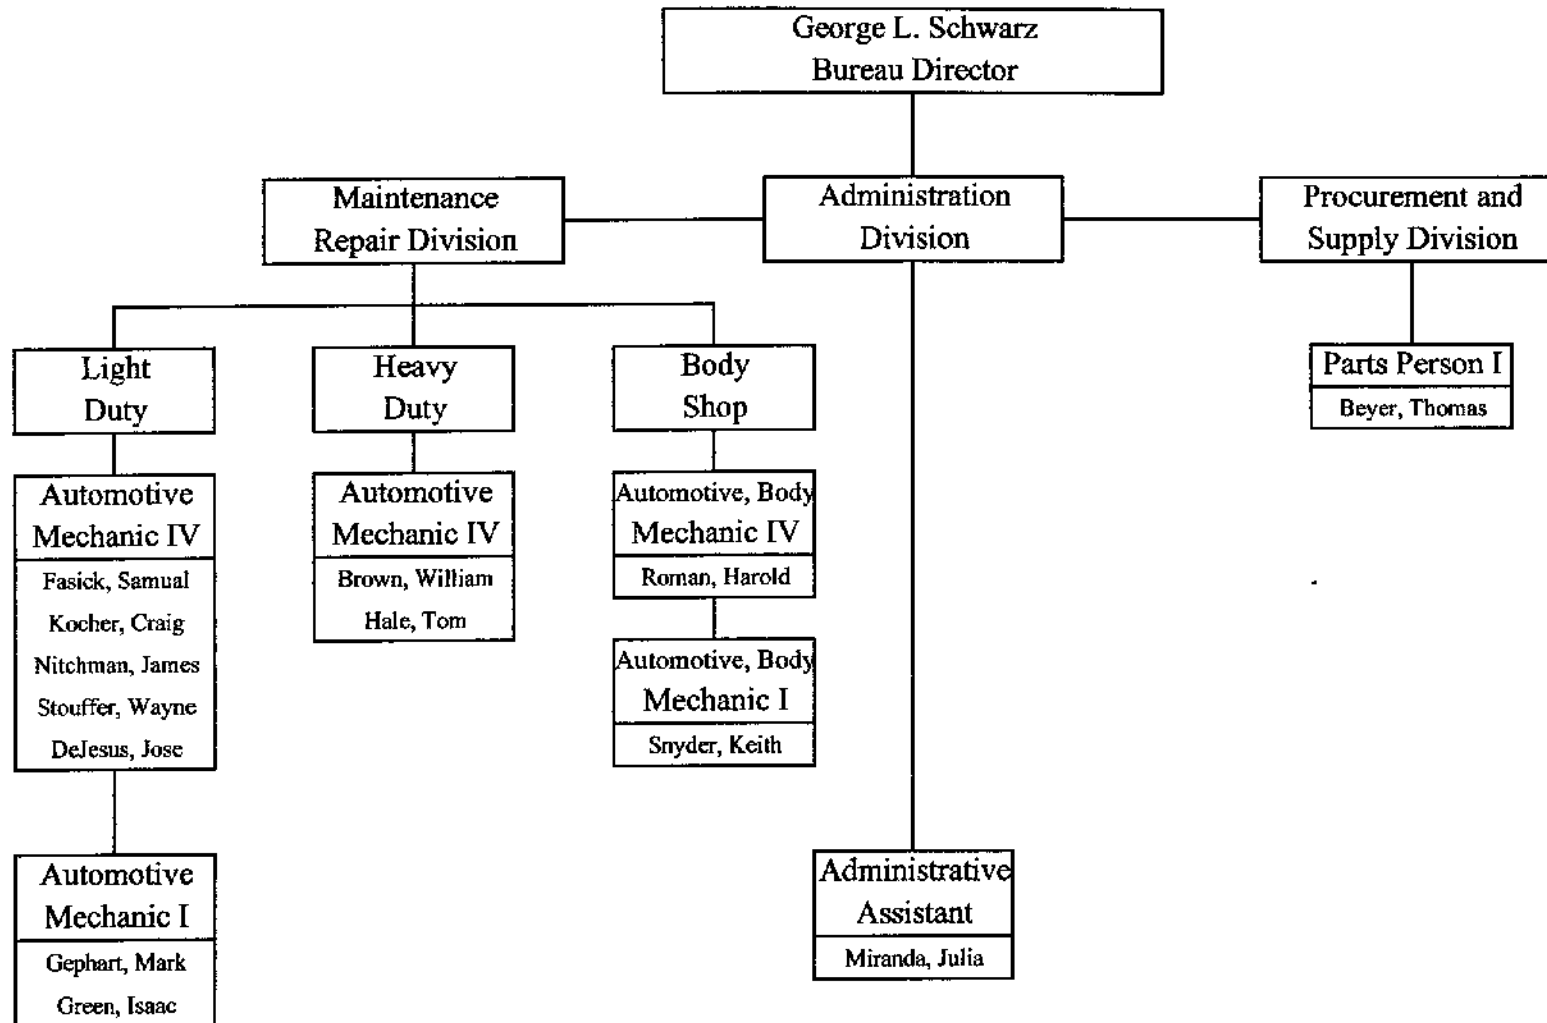 George L. Schwarz
Bureau Director
Maintenance
Repair Division
Administration
Division
Procurement and
Supply Division
Light
Duty
Heavy
Duty
Body
Shop
Parts Person I
Beyer, Thomas
Automotive
Mechanic IV
Fasick, Samual
Kocher, Craig
Nitchman, James
Stouffer, Wayne
DeJesus, Jose
Automotive
Mechanic IV
Brown, William
Hale, Tom
Automotive, Body
Mechanic IV
Roman, Harold
Automotive, Body
Mechanic I
Snyder, Keith
Automotive
Mechanic I
Gephart, Mark
Green, Isaac
Administrative
Assistant
Miranda, Julia